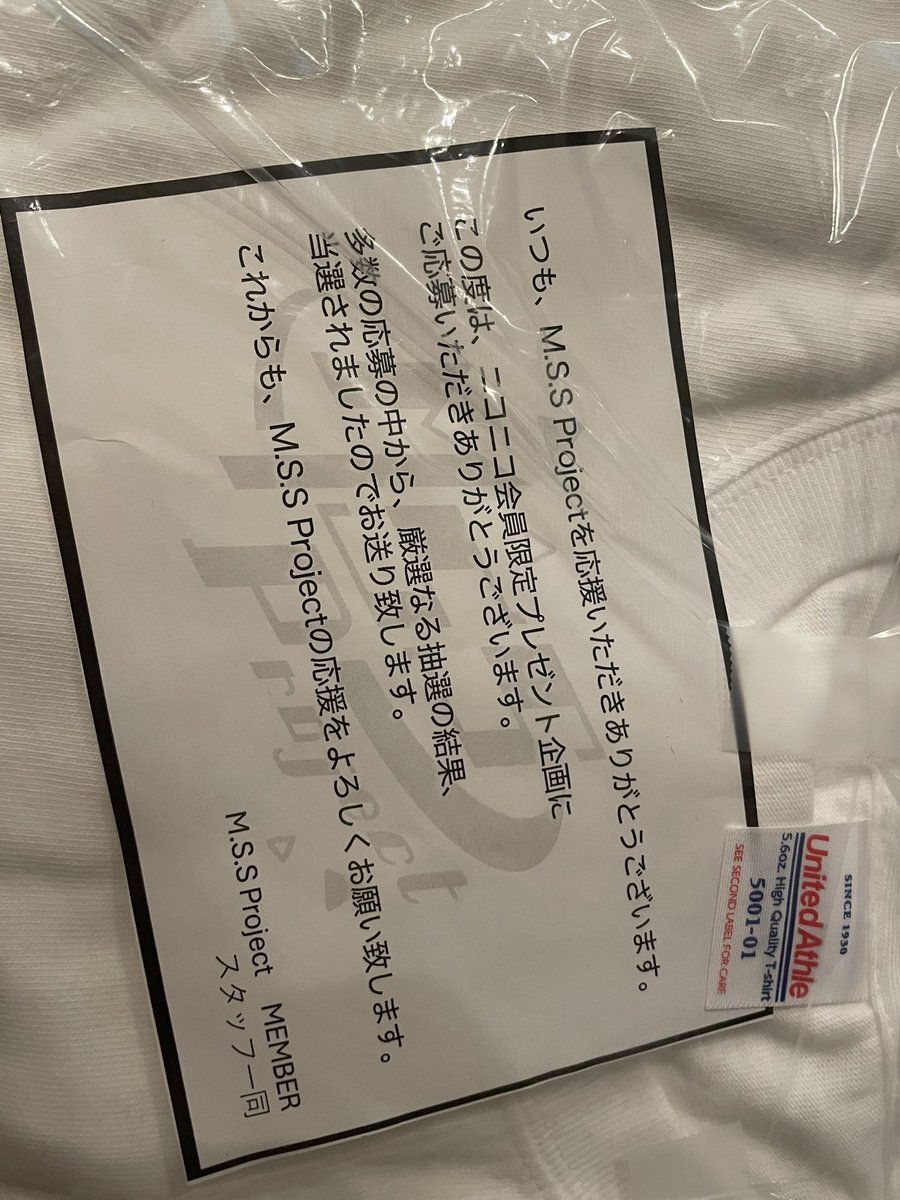 いつも、M.S.S Projectを応援いただきありがとうございます。
この度は、ニコニコ会員限定プレゼント企画に
ご応募いただきありがとうございます。
多数の応募の中から、厳選なる抽選の結果、
当選されましたのでお送り致します。
これからも、M.S.S Projectの応援をよろしくお願い致します。
M.S.S Project MEMBER
スタッフ一同
MSS
Project
SINCE 1930
United Athle
5.6oz. High Quality T-shirt
5001-01
SEE SECOND LABEL FOR CARE